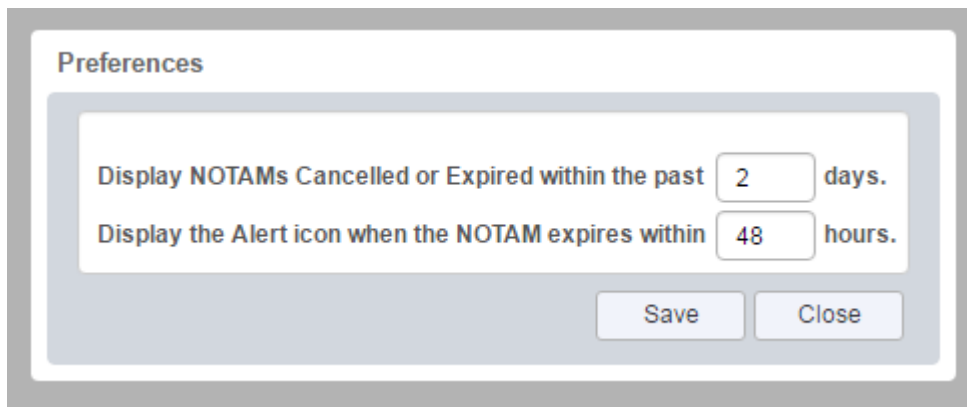 Preferences
Display NOTAMs Cancelled or Expired within the past 2 days.
Display the Alert icon when the NOTAM expires within 48 hours.
Save Close